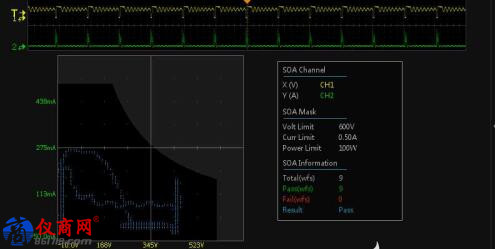 T
2
SOA Channel
X (V) CH1
Y (A) CH2
SOA Mask
Volt Limit 600V
Curr Limit 0.50A
Power Limit 100W
SOA Information
Total(wfs) 9
Pass(wfs) 9
Fail(wfs) 0
Result Pass
438mA
275mA
113mA
-10.0V 168V 345V 523V
仪商网